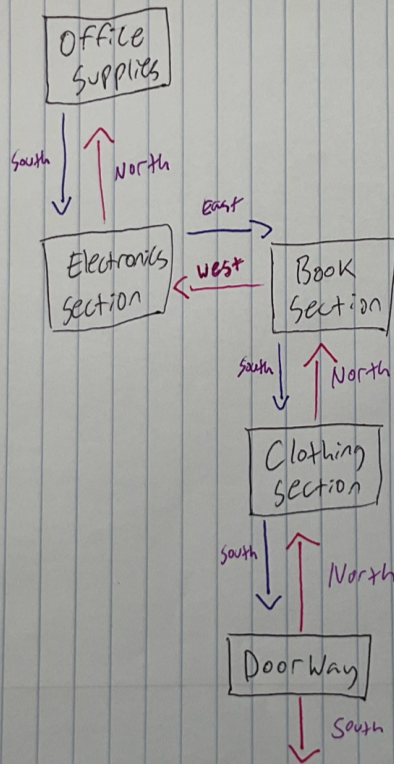 Office
Supplies
South
North
East
Electronics
section
West
Book
Section
South
North
Clothing
section
South
North
DoorWay
South